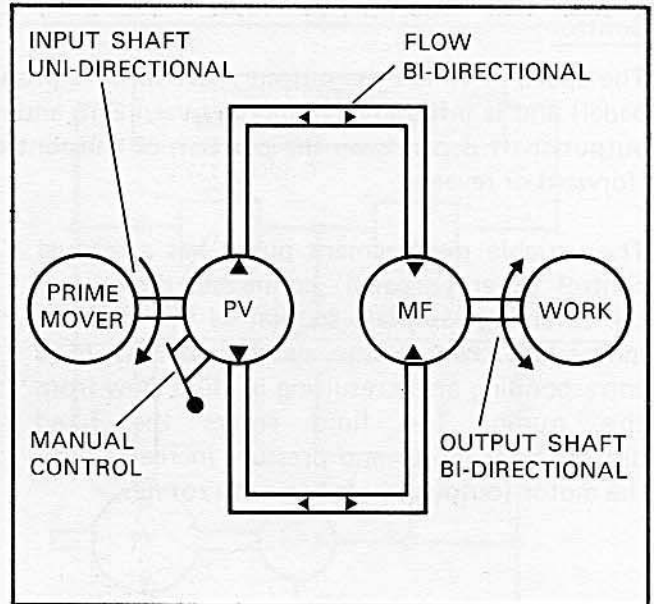 INPUT SHAFT
UNI-DIRECTIONAL
FLOW
BI-DIRECTIONAL
PRIME
MOVER
PV
MF
WORK
MANUAL
CONTROL
OUTPUT SHAFT
BI-DIRECTIONAL